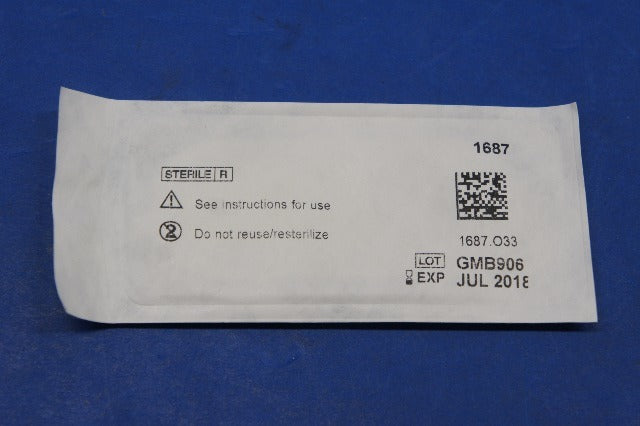 1687
STERILE R
See instructions for use
Do not reuse/resterilize
1687.O33
LOT GMB906
EXP JUL 2018